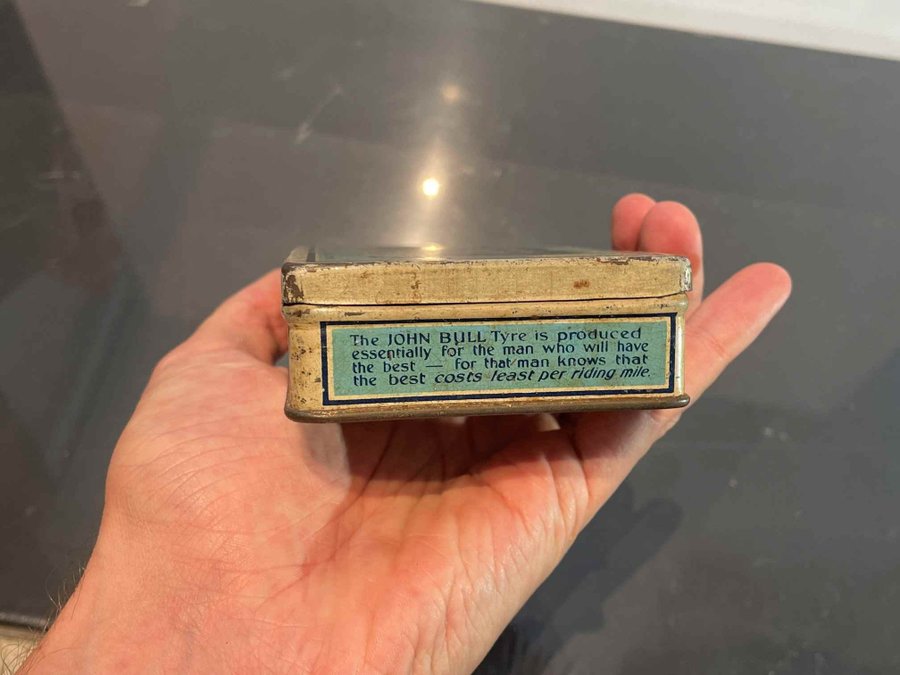 The JOHN BULL Tyre is produced
essentially for the man who will have
the best — for that man knows that
the best costs least per riding mile.